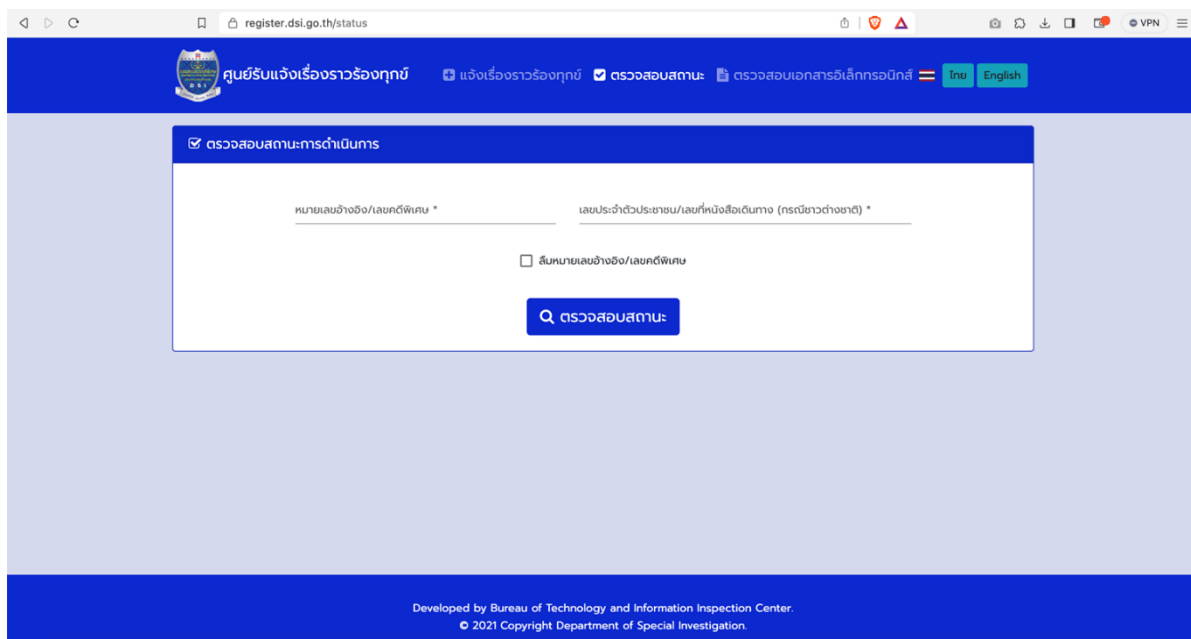 register.dsi.go.th/status
VPN
ศูนย์รับแจ้งเรื่องราวร้องทุกข์ แจ้งเรื่องราวร้องทุกข์ ตรวจสอบสถานะ ตรวจสอบเอกสารอิเล็กทรอนิกส์ ไทย English
DSI
ตรวจสอบสถานะการดำเนินการ
หมายเลขอ้างอิง/เลขคดีพิเศษ * เลขประจำตัวประชาชน/เลขที่หนังสือเดินทาง (กรณีชาวต่างชาติ) *
ลืมหมายเลขอ้างอิง/เลขคดีพิเศษ
ตรวจสอบสถานะ
Developed by Bureau of Technology and Information Inspection Center.
© 2021 Copyright Department of Special Investigation.